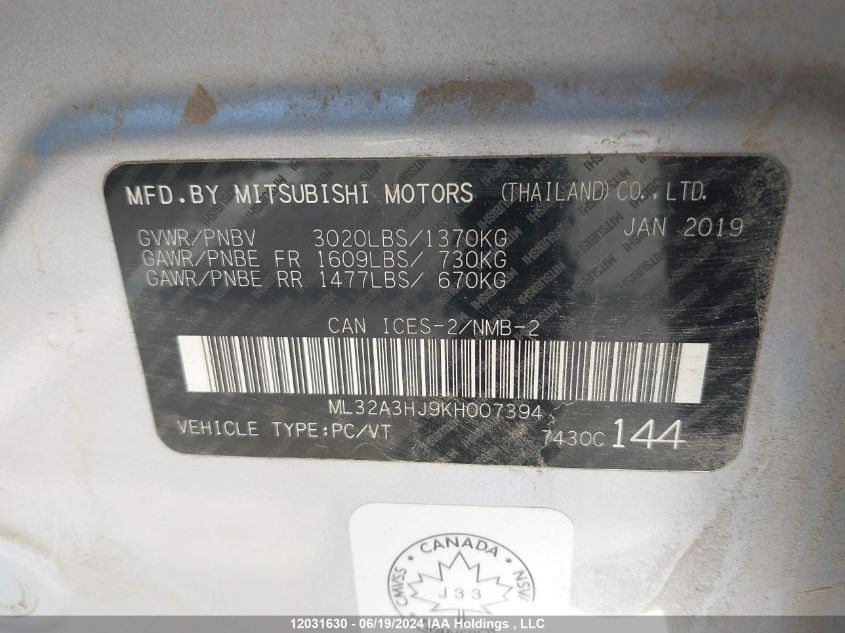 MFD.BY MITSUBISHI MOTORS (THAILAND) CO.,LTD.
JAN 2019
GVWR/PNBV 3020LBS/1370KG
GAWR/PNBE FR 1609LBS/ 730KG
GAWR/PNBE RR 1477LBS/ 670KG
CAN ICES-2/NMB-2
ML32A3HJ9KH007394
VEHICLE TYPE:PC/VT 7430C 144
CANADA
CMVSS
J33
12031630 - 06/19/2024 IAA Holdings , LLC